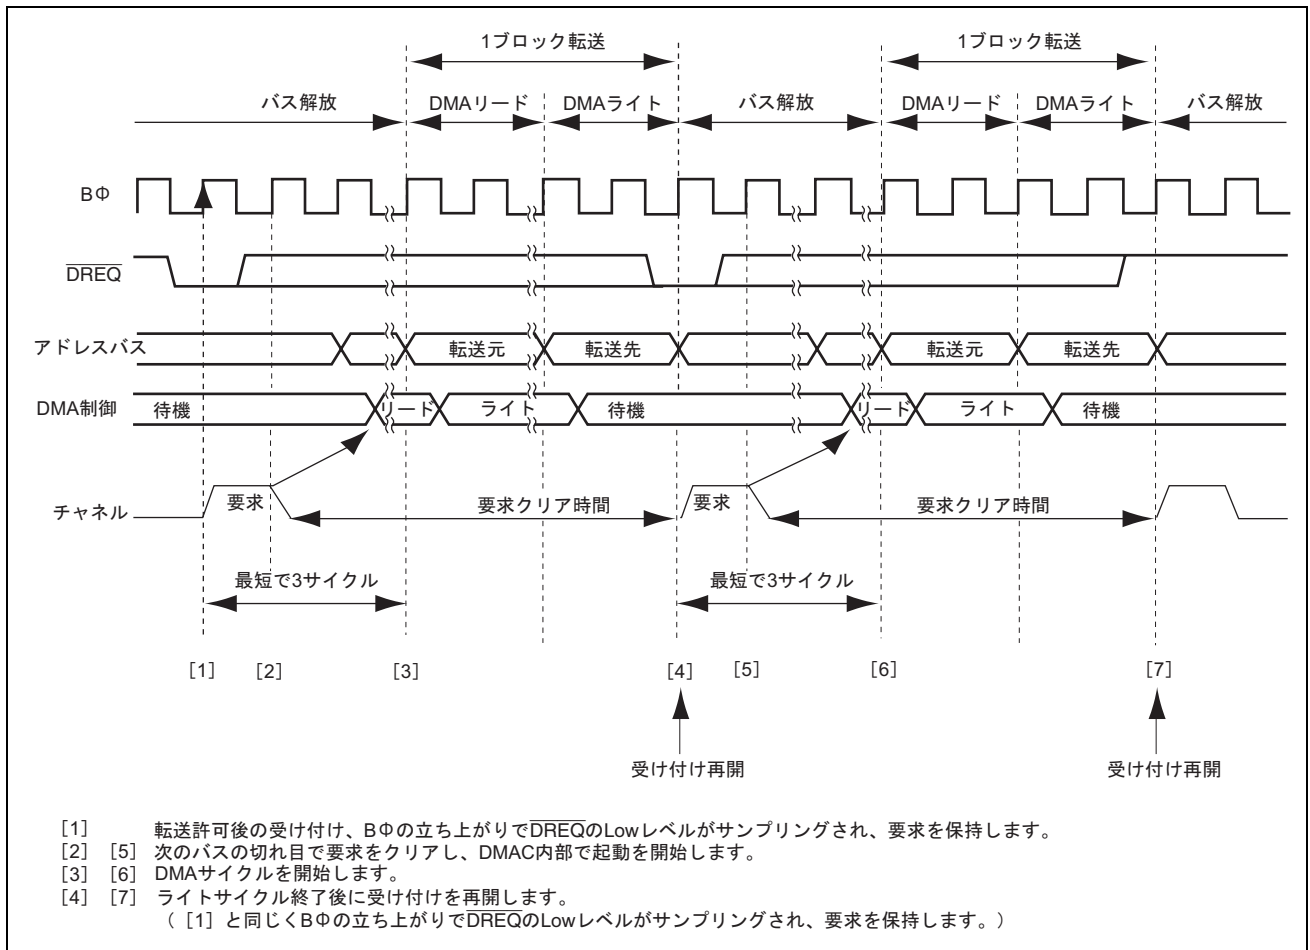 1ブロック転送 1ブロック転送
バス解放 DMAリード DMAライト バス解放 DMAリード DMAライト バス解放
BΦ
DREQ
アドレスバス 転送元 転送先 転送元 転送先
DMA制御 待機 リード ライト 待機 リード ライト 待機
チャネル 要求 要求クリア時間 要求 要求クリア時間
最短で3サイクル 最短で3サイクル
[1] [2] [3] [4] [5] [6] [7]
受け付け再開 受け付け再開
[1] 転送許可後の受け付け、BΦの立ち上がりでDREQのLowレベルがサンプリングされ、要求を保持します。
[2] [5] 次のバスの切れ目で要求をクリアし、DMAC内部で起動を開始します。
[3] [6] DMAサイクルを開始します。
[4] [7] ライトサイクル終了後に受け付けを再開します。
([1]と同じくBΦの立ち上がりでDREQのLowレベルがサンプリングされ、要求を保持します。)